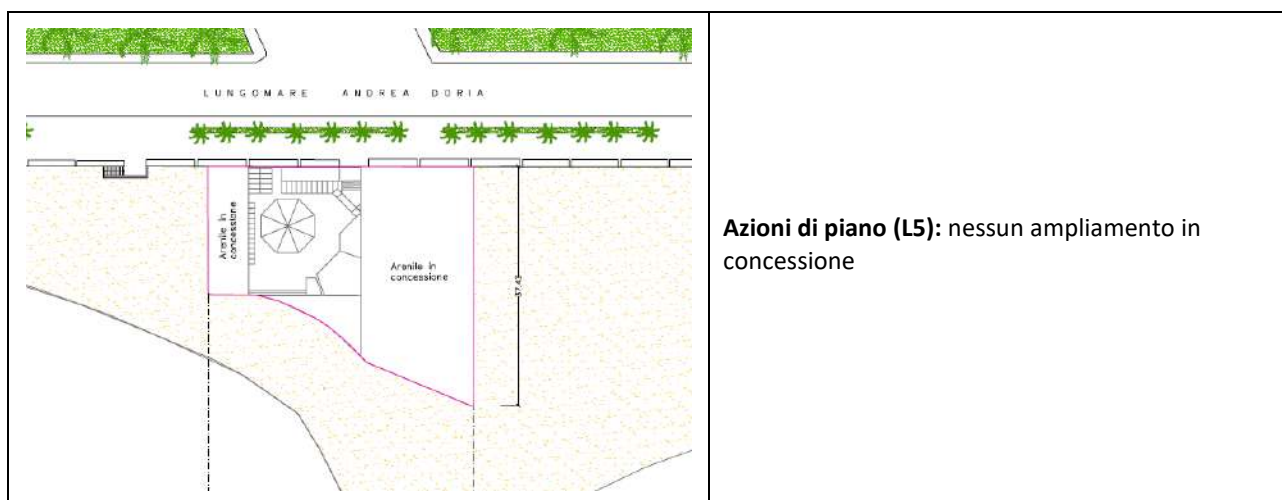 LUNGOMARE ANDREA DORIA
Arenile in
concessione
Arenile in
concessione
37.43
Azioni di piano (L5): nessun ampliamento in
concessione